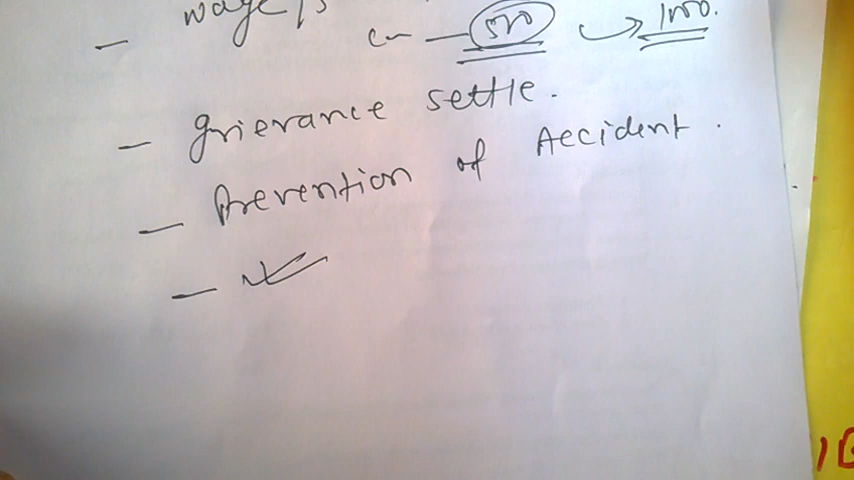 - wage/s
- 500 → 1000.
- Grievance settle.
- Prevention of Accident.
-